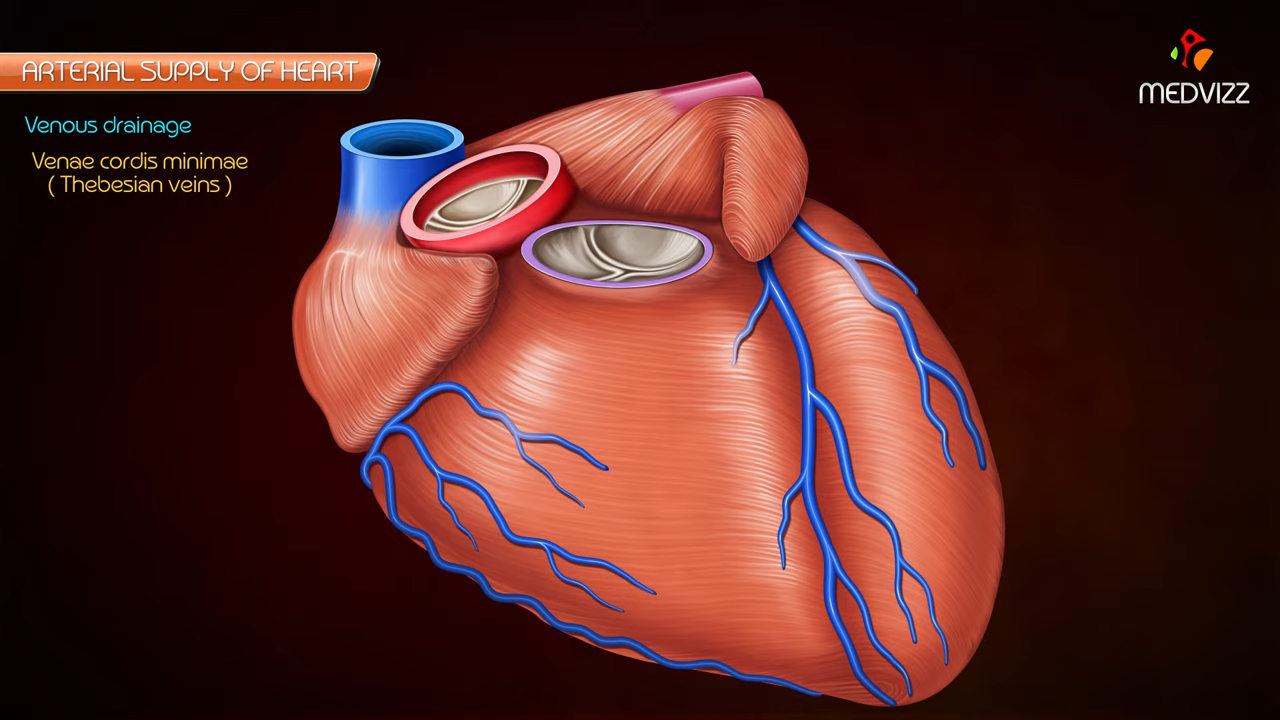 ARTERIAL SUPPLY OF HEART
MEDVIZZ
Venous drainage
Venae cordis minimae
( Thebesian veins )